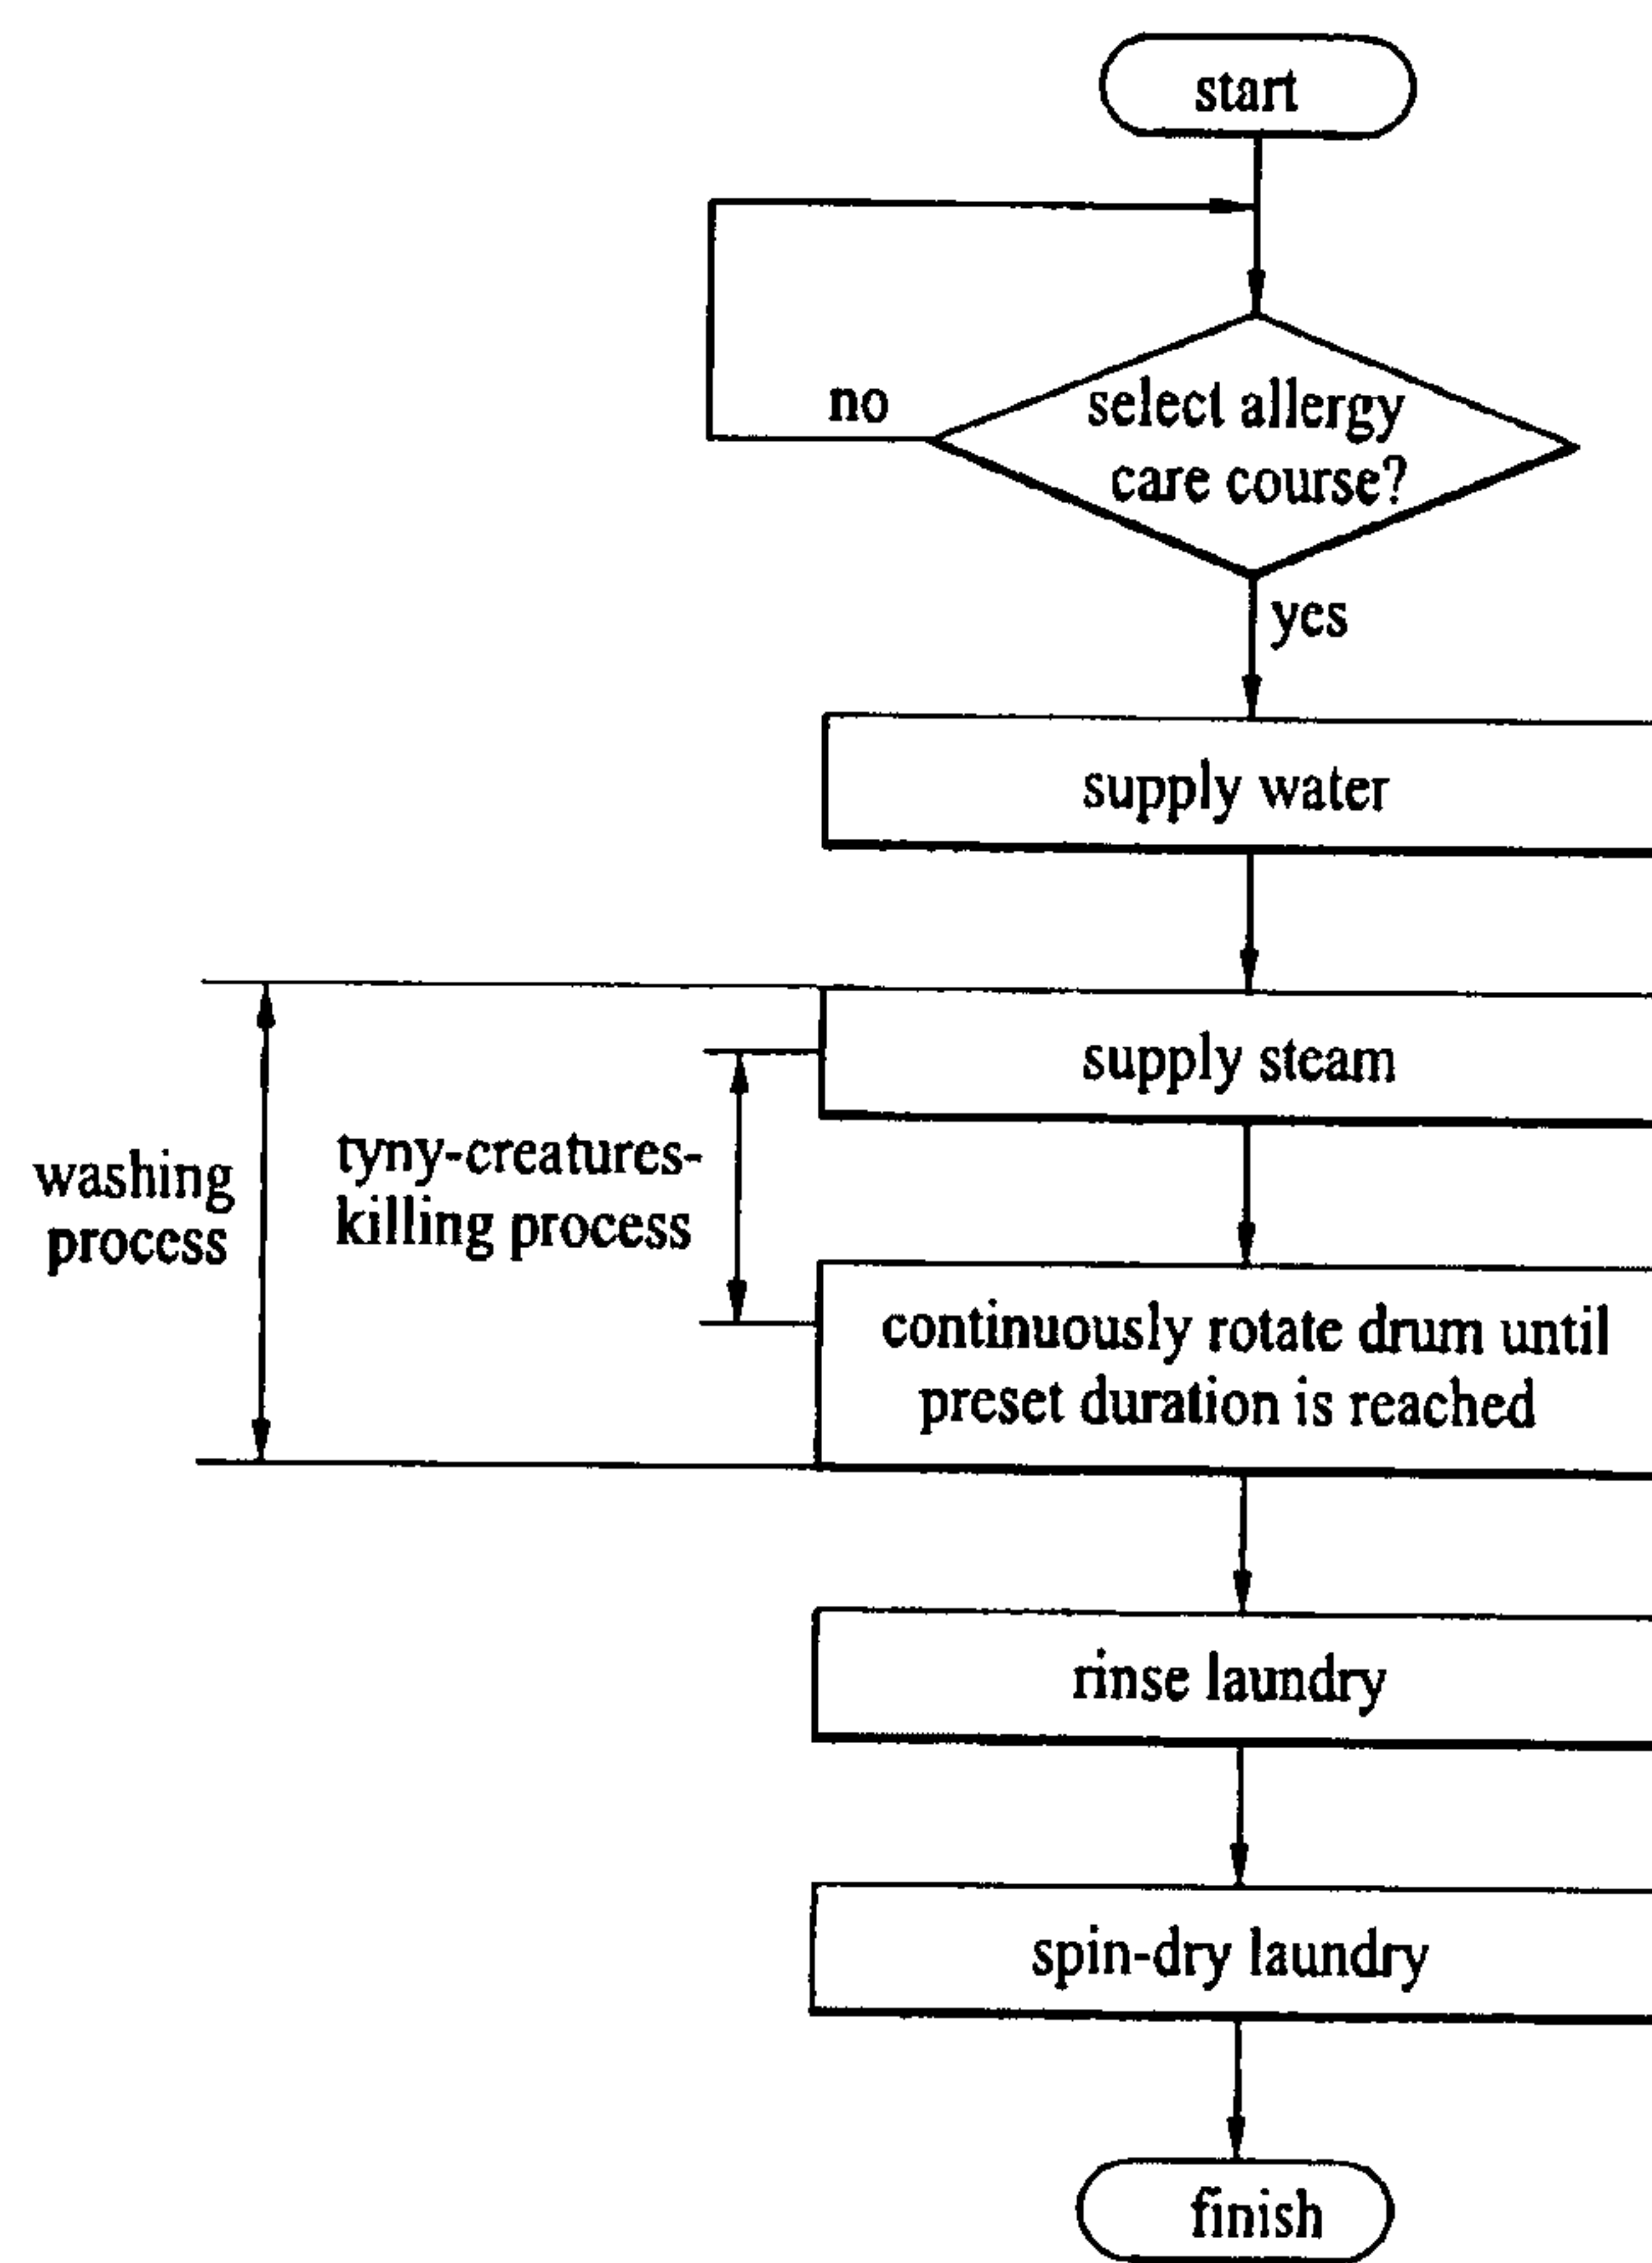 start
no
select allergy
care course?
yes
supply water
supply steam
washing
process
tyny-creatures-
killing process
continuously rotate drum until
preset duration is reached
rinse laundry
spin-dry laundry
finish